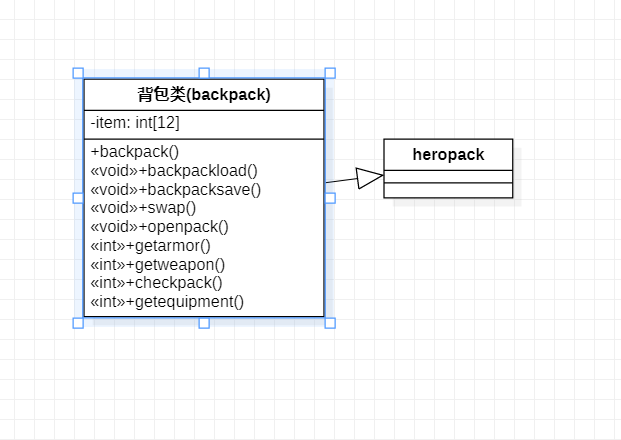 背包类(backpack)
-item: int[12]
+backpack()
«void»+backpackload()
«void»+backpacksave()
«void»+swap()
«void»+openpack()
«int»+getarmor()
«int»+getweapon()
«int»+checkpack()
«int»+getequipment()
heropack